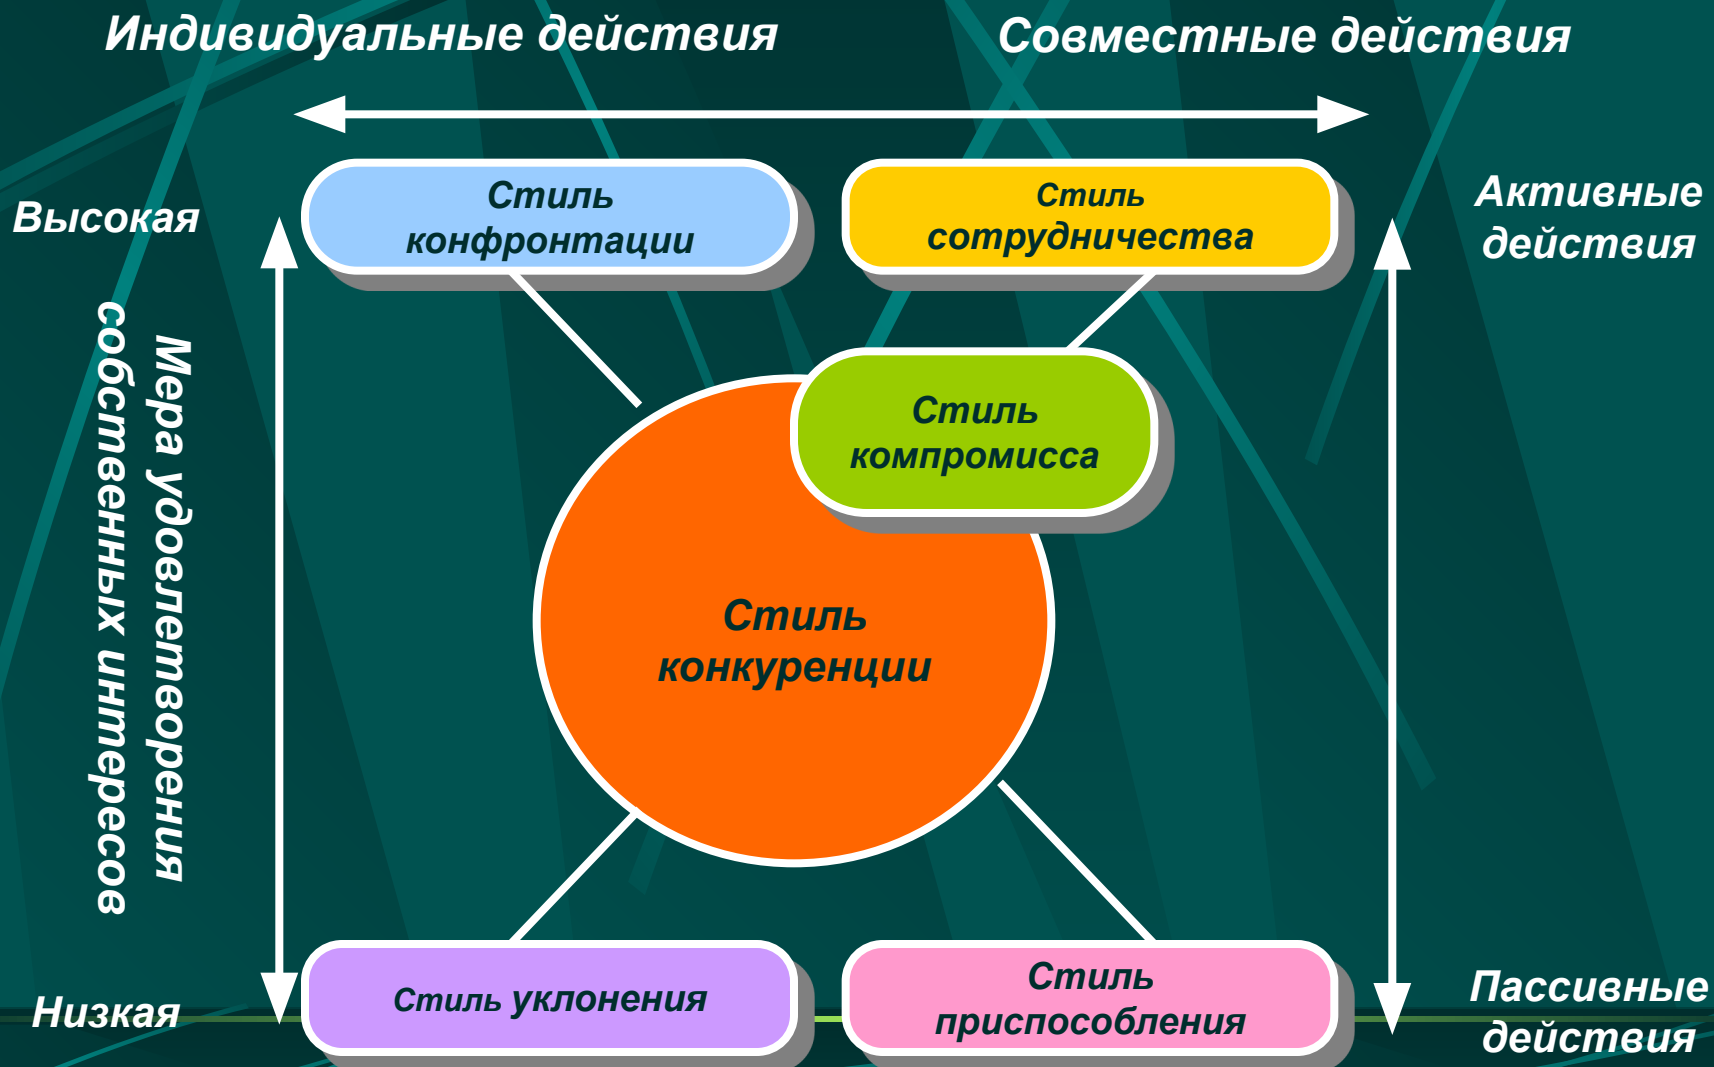 Индивидуальные действия
Совместные действия
Стиль
конфронтации
Стиль
сотрудничества
Высокая
Активные
действия
Мера удовлетворения
собственных интересов
Стиль
компромисса
Стиль
конкуренции
Стиль уклонения
Стиль
приспособления
Низкая
Пассивные
действия